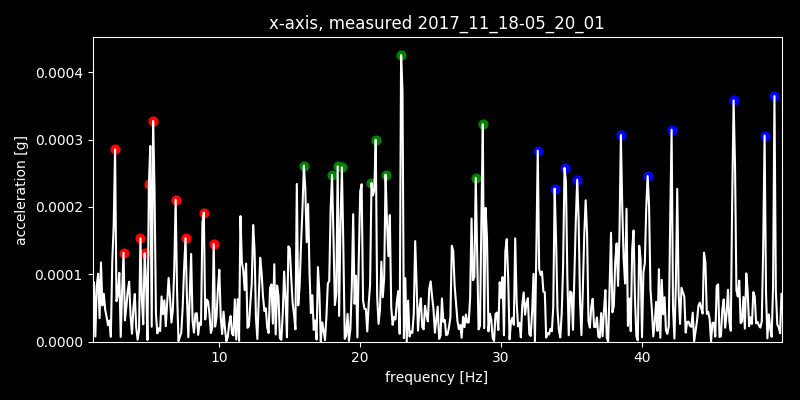 x-axis, measured 2017_11_18-05_20_01
acceleration [g]
0.0004
0.0003
0.0002
0.0001
0.0000
10 20 30 40
frequency [Hz]